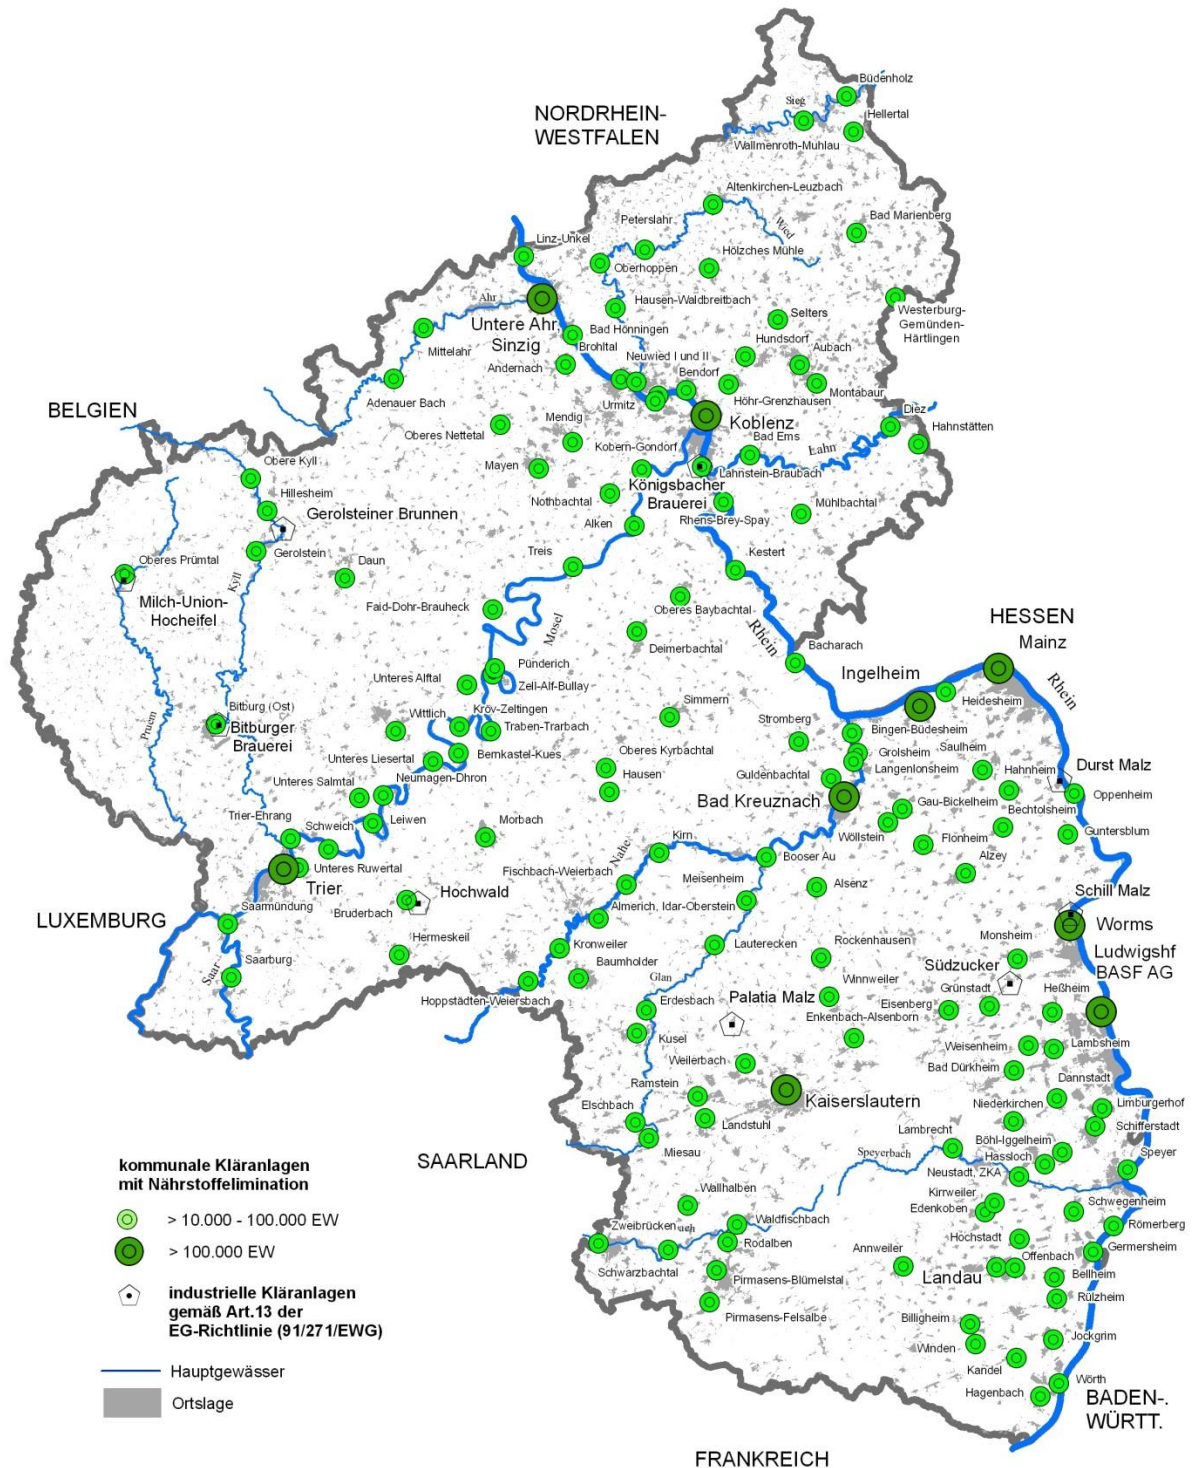 Büdenholz
Sieg
Hellertal
NORDRHEIN-
WESTFALEN
Wallmenroth-Muhlau
Altenkirchen-Leuzbach
Peterslahr
Wied
Bad Marienberg
Linz-Unkel
Hölzches Mühle
Oberhoppen
Ahr
Hausen-Waldbreitbach
Westerburg-
Gemünden-
Härtlingen
Untere Ahr,
Sinzig
Selters
Bad Hönningen
Mittelahr
Brohltal
Hundsdorf
Aubach
Neuwied I und II
Andernach
Bendorf
Montabaur
BELGIEN
Adenauer Bach
Urmitz
Höhr-Grenzhausen
Diez
Mendig
Koblenz
Hahnstätten
Oberes Nettetal
Bad Ems
Kobern-Gondorf
Lahn
Obere Kyll
Mayen
Lahnstein-Braubach
Königsbacher
Brauerei
Hillesheim
Nothbachtal
Mühlbachtal
Gerolsteiner Brunnen
Rhens-Brey-Spay
Alken
Gerolstein
Treis
Kestert
Oberes Prümtal
Daun
Kyll
Milch-Union-
Hocheifel
Faid-Dohr-Brauheck
Oberes Baybachtal
HESSEN
Mosel
Rhein
Mainz
Deimerbachtal
Bacharach
Pünderich
Ingelheim
Unteres Alftal
Zell-Alf-Bullay
Rhein
Heidesheim
Bitburg (Ost)
Kröv-Zeltingen
Simmern
Wittlich
Stromberg
Bitburger
Brauerei
Traben-Trarbach
Bingen-Büdesheim
Pruem
Bernkastel-Kues
Oberes Kyrbachtal
Grolsheim
Saulheim
Unteres Liesertal
Langenlonsheim
Hahnheim
Durst Malz
Unteres Salmtal
Neumagen-Dhron
Hausen
Guldenbachtal
Oppenheim
Bad Kreuznach
Gau-Bickelheim
Bechtolsheim
Trier-Ehrang
Schweich
Leiwen
Morbach
Wöllstein
Guntersblum
Kirn
Flonheim
Nahe
Booser Au
Alzey
Unteres Ruwertal
Fischbach-Weierbach
Meisenheim
Trier
Hochwald
Alsenz
Schill Malz
LUXEMBURG
Saarmündung
Bruderbach
Almerich, Idar-Oberstein
Worms
Hermeskeil
Kronweiler
Lauterecken
Rockenhausen
Monsheim
Ludwigshf
BASF AG
Saar
Saarburg
Baumholder
Südzucker
Glan
Winnweiler
Grünstadt
Heßheim
Hoppstädten-Weiersbach
Erdesbach
Palatia Malz
Eisenberg
Enkenbach-Alsenborn
Kusel
Weisenheim
Lambsheim
Weilerbach
Bad Dürkheim
Dannstadt
Ramstein
Kaiserslautern
Niederkirchen
Limburgerhof
Elschbach
Landstuhl
Schifferstadt
Lambrecht
Böhl-Iggelheim
Miesau
Speyerbach
Hassloch
Speyer
SAARLAND
Neustadt, ZKA
kommunale Kläranlagen
mit Nährstoffelimination
Wallhalben
Kirrweiler
Schwegenheim
Edenkoben
> 10.000 - 100.000 EW
Zweibrücken
Waldfischbach
Römerberg
Hochstadt
> 100.000 EW
Rodalben
Annweiler
Offenbach
Germersheim
Schwarzbachtal
Pirmasens-Blümelstal
Landau
Bellheim
industrielle Kläranlagen
gemäß Art.13 der
EG-Richtlinie (91/271/EWG)
Rülzheim
Pirmasens-Felsalbe
Billigheim
Jockgrim
Winden
Hauptgewässer
Kandel
Wörth
Ortslage
Hagenbach
BADEN-.
WÜRTT.
FRANKREICH